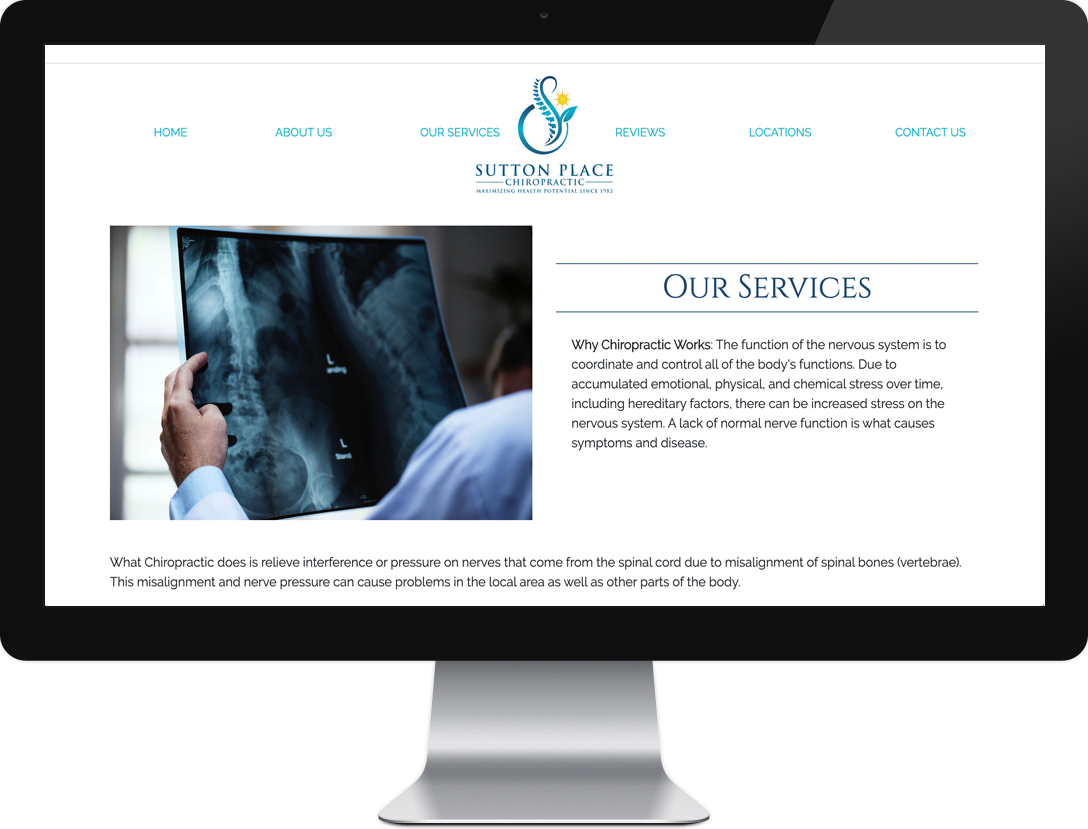 HOME
ABOUT US
OUR SERVICES
REVIEWS
LOCATIONS
CONTACT US
SUTTON PLACE
CHIROPRACTIC
MAXIMIZING HEALTH POTENTIAL SINCE 1982
L
L
Stand
OUR SERVICES
Why Chiropractic Works: The function of the nervous system is to
coordinate and control all of the body's functions. Due to
accumulated emotional, physical, and chemical stress over time,
including hereditary factors, there can be increased stress on the
nervous system. A lack of normal nerve function is what causes
symptoms and disease.
What Chiropractic does is relieve interference or pressure on nerves that come from the spinal cord due to misalignment of spinal bones (vertebrae).
This misalignment and nerve pressure can cause problems in the local area as well as other parts of the body.